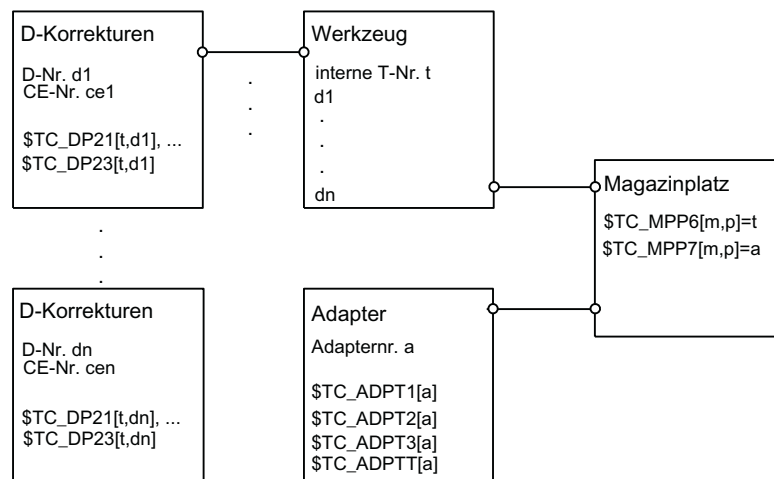 D-Korrekturen
D-Nr. d1
CE-Nr. ce1
$TC_DP21[t,d1], ...
$TC_DP23[t,d1]
.
.
.
D-Korrekturen
D-Nr. dn
CE-Nr. cen
$TC_DP21[t,dn], ...
$TC_DP23[t,dn]
.
.
.
Werkzeug
interne T-Nr. t
d1
.
.
.
dn
Adapter
Adapternr. a
$TC_ADPT1[a]
$TC_ADPT2[a]
$TC_ADPT3[a]
$TC_ADPTT[a]
Magazinplatz
$TC_MPP6[m,p]=t
$TC_MPP7[m,p]=a